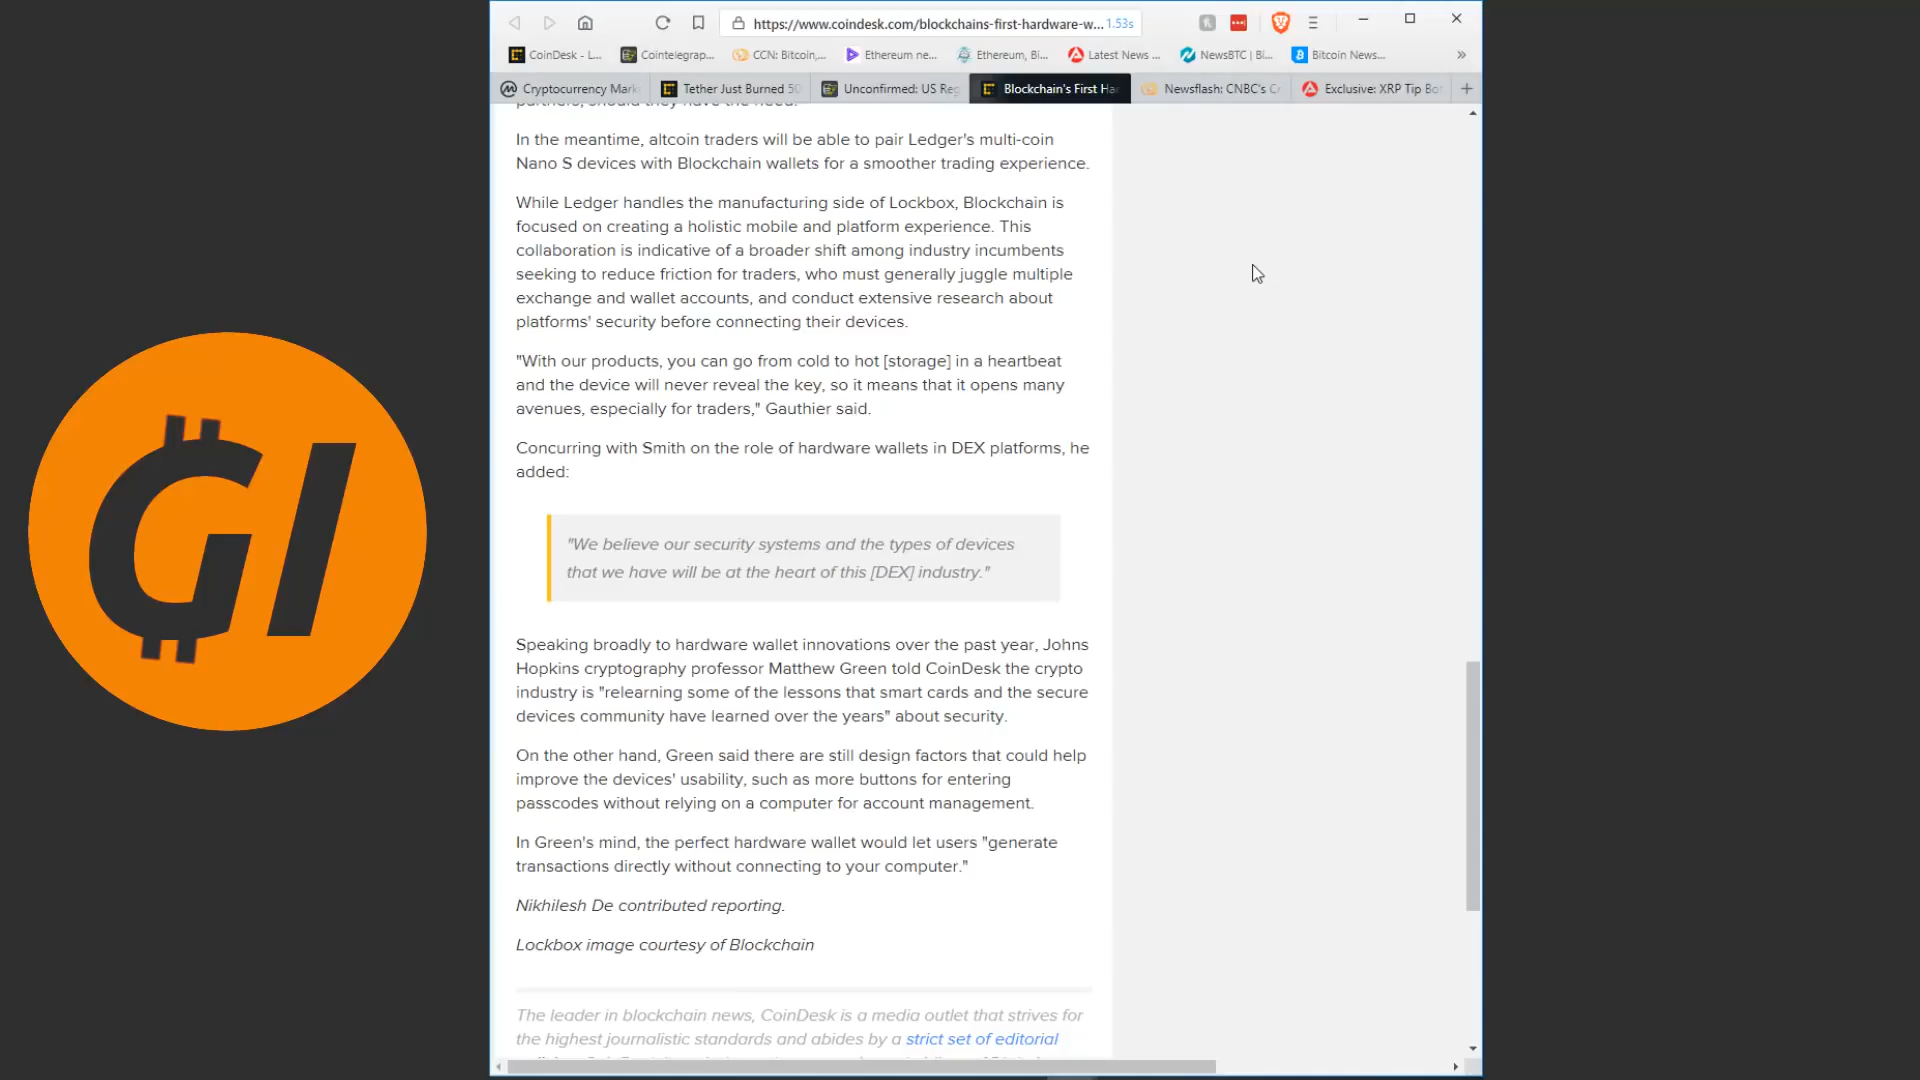 https://www.coindesk.com/blockchains-first-hardware-w... 1.53s
CoinDesk - L... Cointelegrap... CCN: Bitcoin,... Ethereum ne... Ethereum, Bi... Latest News ... NewsBTC | Bi... Bitcoin News... »
Cryptocurrency Mark Tether Just Burned 50 Unconfirmed: US Reg Blockchain's First Ha Newsflash: CNBC's C Exclusive: XRP Tip Bo +
partners, should they have the need.
In the meantime, altcoin traders will be able to pair Ledger's multi-coin
Nano S devices with Blockchain wallets for a smoother trading experience.
While Ledger handles the manufacturing side of Lockbox, Blockchain is
focused on creating a holistic mobile and platform experience. This
collaboration is indicative of a broader shift among industry incumbents
seeking to reduce friction for traders, who must generally juggle multiple
exchange and wallet accounts, and conduct extensive research about
platforms' security before connecting their devices.
"With our products, you can go from cold to hot [storage] in a heartbeat
and the device will never reveal the key, so it means that it opens many
avenues, especially for traders," Gauthier said.
Concurring with Smith on the role of hardware wallets in DEX platforms, he
added:
"We believe our security systems and the types of devices
that we have will be at the heart of this [DEX] industry."
Speaking broadly to hardware wallet innovations over the past year, Johns
Hopkins cryptography professor Matthew Green told CoinDesk the crypto
industry is "relearning some of the lessons that smart cards and the secure
devices community have learned over the years" about security.
On the other hand, Green said there are still design factors that could help
improve the devices' usability, such as more buttons for entering
passcodes without relying on a computer for account management.
In Green's mind, the perfect hardware wallet would let users "generate
transactions directly without connecting to your computer."
Nikhilesh De contributed reporting.
Lockbox image courtesy of Blockchain
The leader in blockchain news, CoinDesk is a media outlet that strives for
the highest journalistic standards and abides by a strict set of editorial
GI